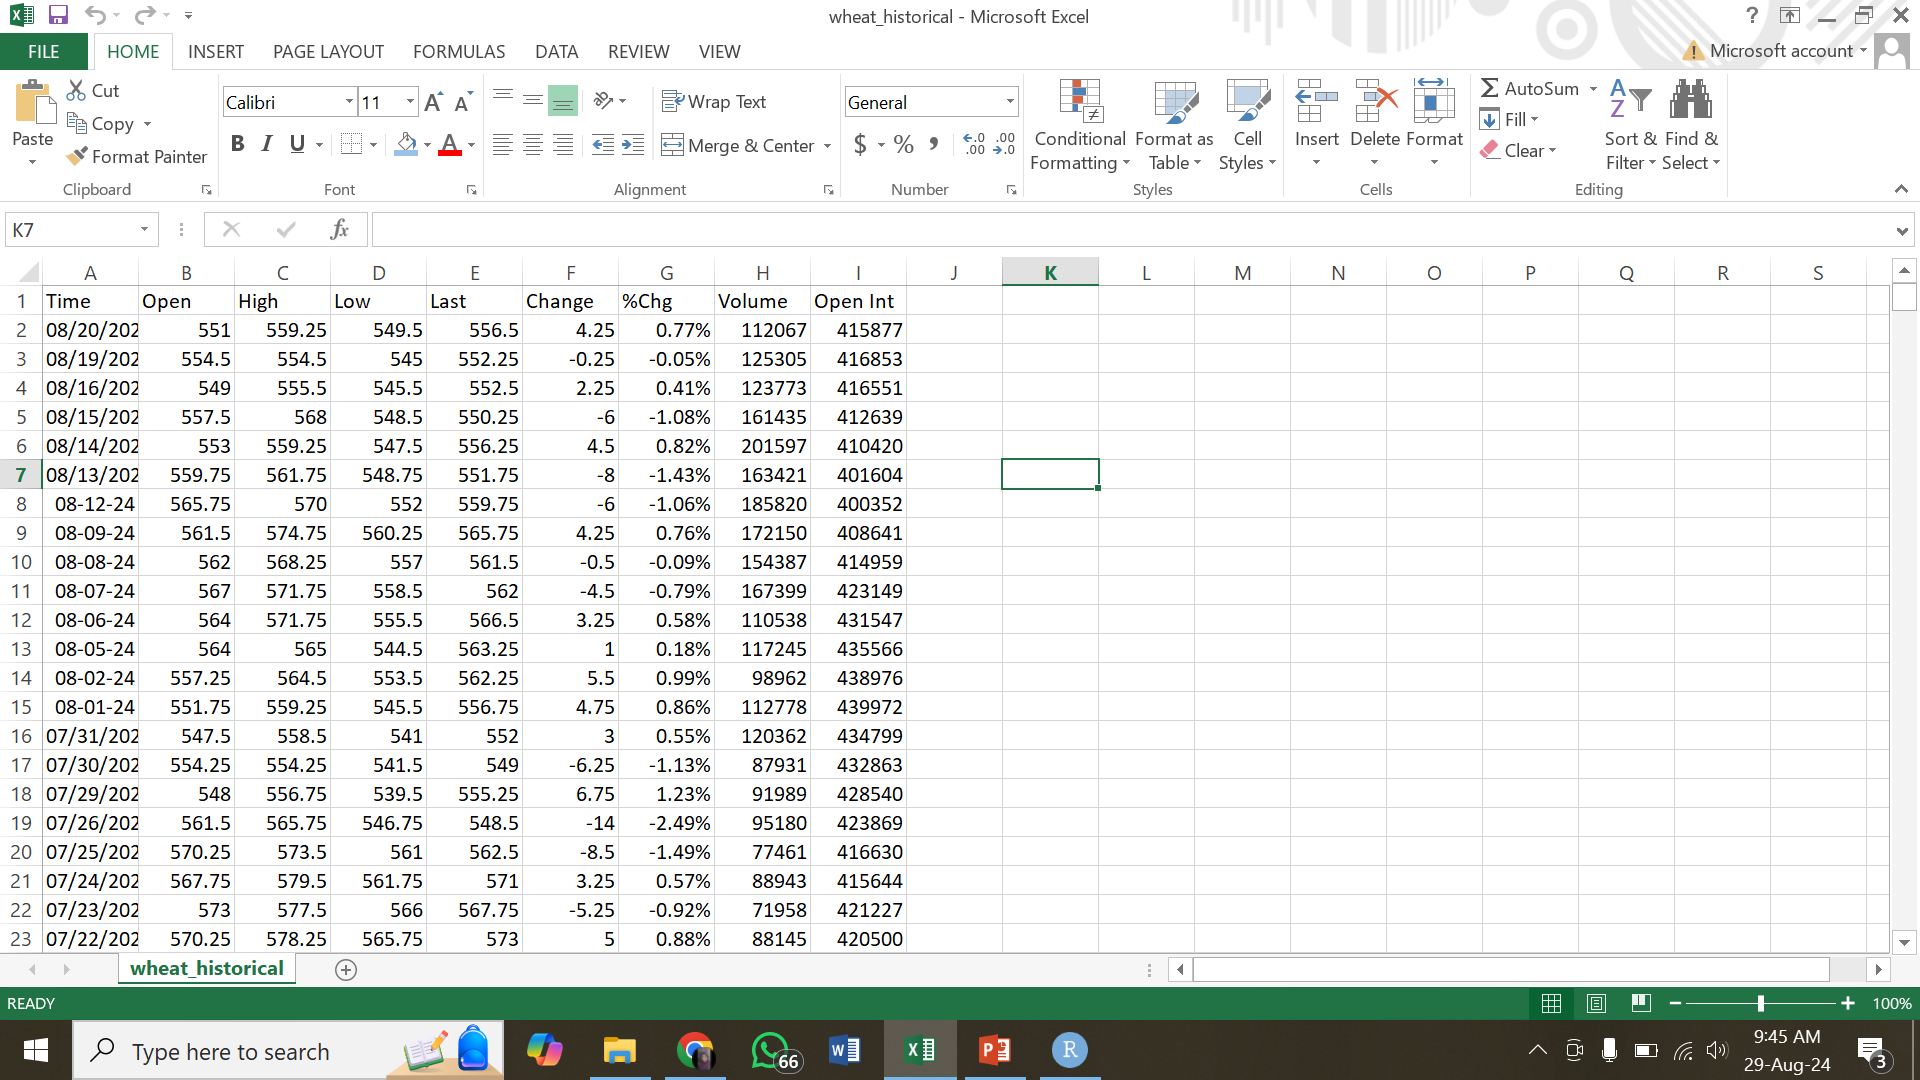 wheat_historical - Microsoft Excel
FILE HOME INSERT PAGE LAYOUT FORMULAS DATA REVIEW VIEW Microsoft account
Cut
Copy
Format Painter
Paste
Clipboard
Calibri 11
B I U
Font
Wrap Text
Merge & Center
Alignment
General
$ % ,
Number
Conditional Formatting
Format as Table
Cell Styles
Styles
Insert Delete Format
Cells
AutoSum
Fill
Clear
Sort & Filter
Find & Select
Editing
K7 fx
A B C D E F G H I J K L M N O P Q R S
1 Time Open High Low Last Change %Chg Volume Open Int
2 08/20/202 551 559.25 549.5 556.5 4.25 0.77% 112067 415877
3 08/19/202 554.5 554.5 545 552.25 -0.25 -0.05% 125305 416853
4 08/16/202 549 555.5 545.5 552.5 2.25 0.41% 123773 416551
5 08/15/202 557.5 568 548.5 550.25 -6 -1.08% 161435 412639
6 08/14/202 553 559.25 547.5 556.25 4.5 0.82% 201597 410420
7 08/13/202 559.75 561.75 548.75 551.75 -8 -1.43% 163421 401604
8 08-12-24 565.75 570 552 559.75 -6 -1.06% 185820 400352
9 08-09-24 561.5 574.75 560.25 565.75 4.25 0.76% 172150 408641
10 08-08-24 562 568.25 557 561.5 -0.5 -0.09% 154387 414959
11 08-07-24 567 571.75 558.5 562 -4.5 -0.79% 167399 423149
12 08-06-24 564 571.75 555.5 566.5 3.25 0.58% 110538 431547
13 08-05-24 564 565 544.5 563.25 1 0.18% 117245 435566
14 08-02-24 557.25 564.5 553.5 562.25 5.5 0.99% 98962 438976
15 08-01-24 551.75 559.25 545.5 556.75 4.75 0.86% 112778 439972
16 07/31/202 547.5 558.5 541 552 3 0.55% 120362 434799
17 07/30/202 554.25 554.25 541.5 549 -6.25 -1.13% 87931 432863
18 07/29/202 548 556.75 539.5 555.25 6.75 1.23% 91989 428540
19 07/26/202 561.5 565.75 546.75 548.5 -14 -2.49% 95180 423869
20 07/25/202 570.25 573.5 561 562.5 -8.5 -1.49% 77461 416630
21 07/24/202 567.75 579.5 561.75 571 3.25 0.57% 88943 415644
22 07/23/202 573 577.5 566 567.75 -5.25 -0.92% 71958 421227
23 07/22/202 570.25 578.25 565.75 573 5 0.88% 88145 420500
wheat_historical
READY 100%
Type here to search 66 9:45 AM
29-Aug-24 3